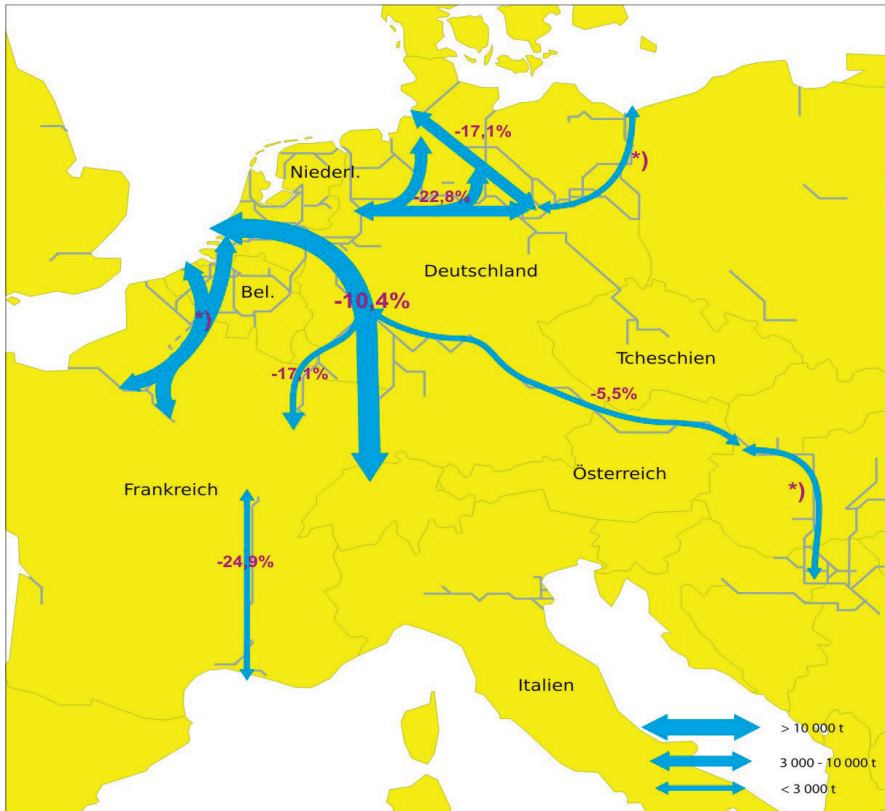 -17,1%
*)
Niederl.
-22,8%
Deutschland
Bel.
-10,4%
*)
Tcheschien
-17,1%
-5,5%
Österreich
Frankreich
*)
-24,9%
Italien
> 10 000 t
3 000 - 10 000 t
< 3 000 t